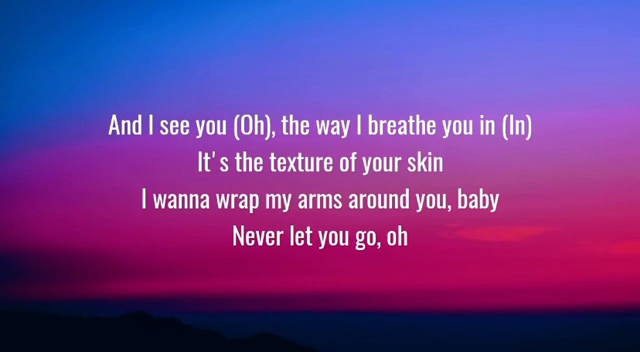 And I see you (Oh), the way I breathe you in (In)
It's the texture of your skin
I wanna wrap my arms around you, baby
Never let you go, oh